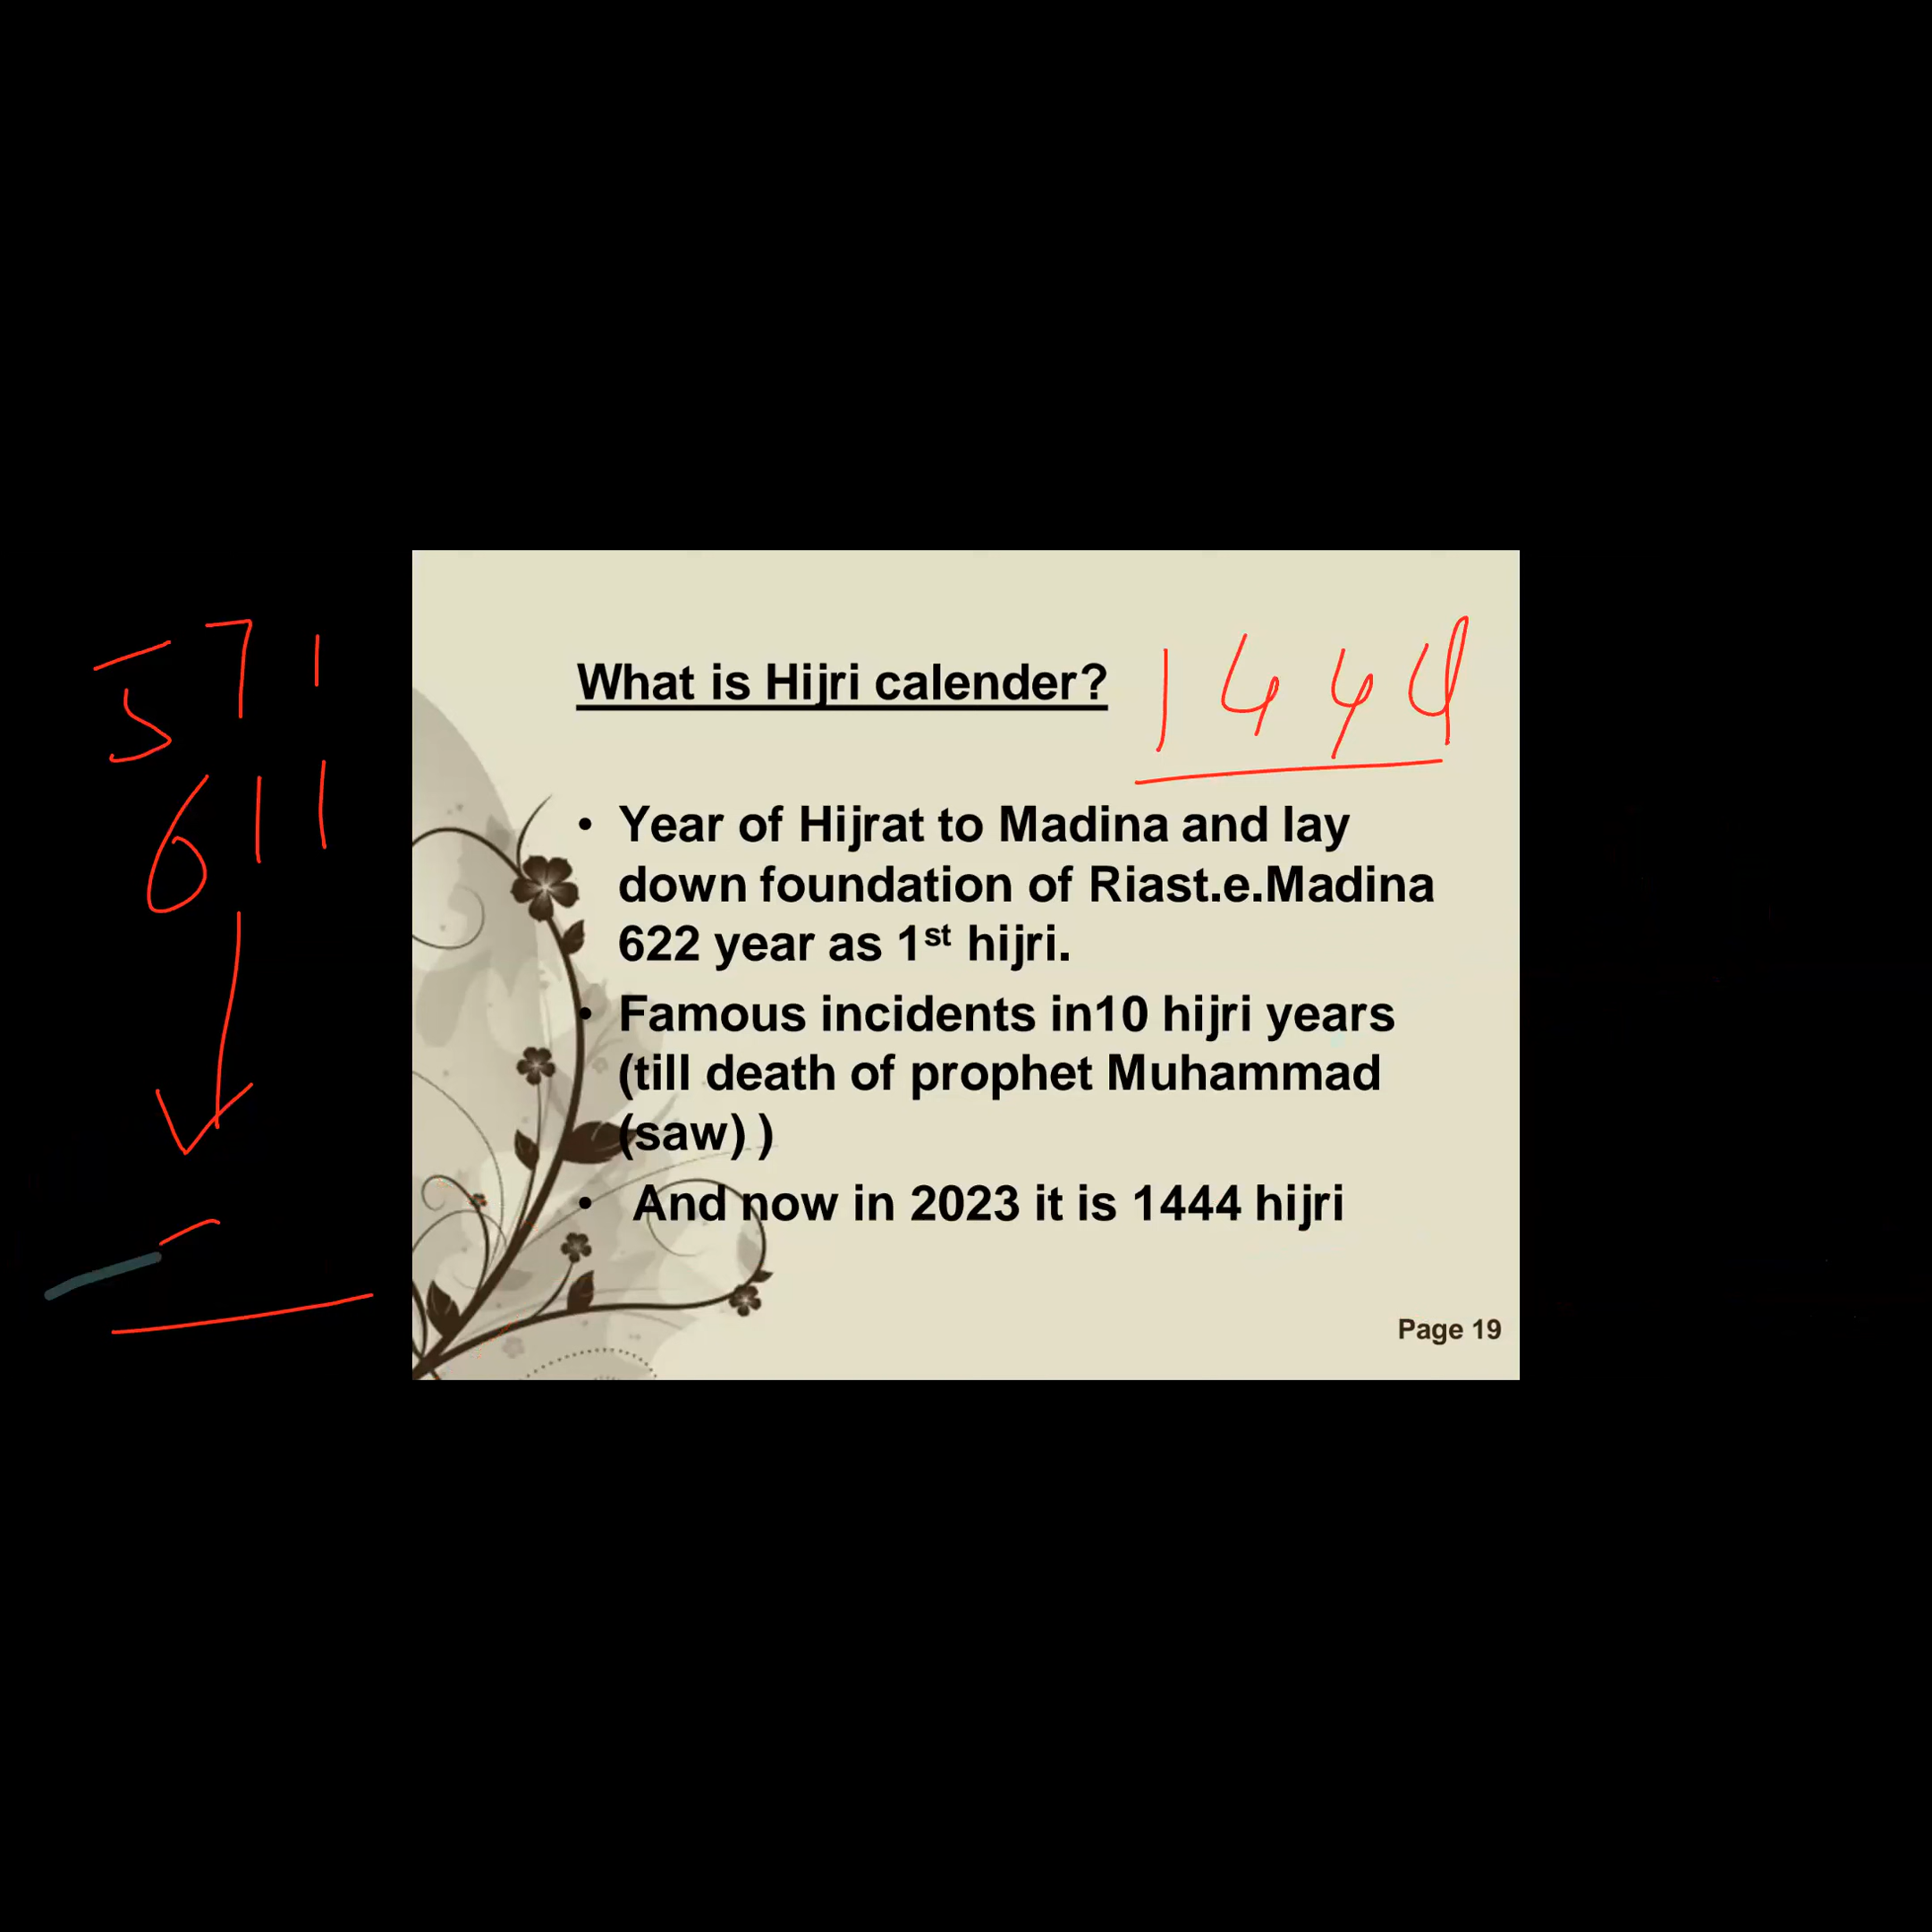 571
611
What is Hijri calender? 1444
• Year of Hijrat to Madina and lay
down foundation of Riast.e.Madina
622 year as 1st hijri.
• Famous incidents in10 hijri years
(till death of prophet Muhammad
(saw) )
• And now in 2023 it is 1444 hijri
Page 19